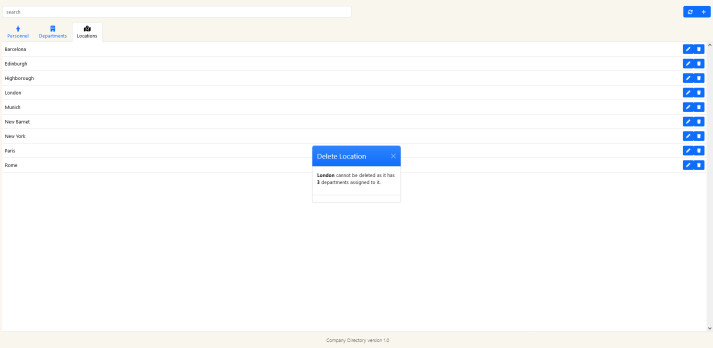 search
Personnel
Departments
Locations
Barcelona
Edinburgh
Highborough
London
Munich
New Barnet
New York
Paris
Rome
Delete Location
London cannot be deleted as it has
3 departments assigned to it.
Company Directory version 1.0